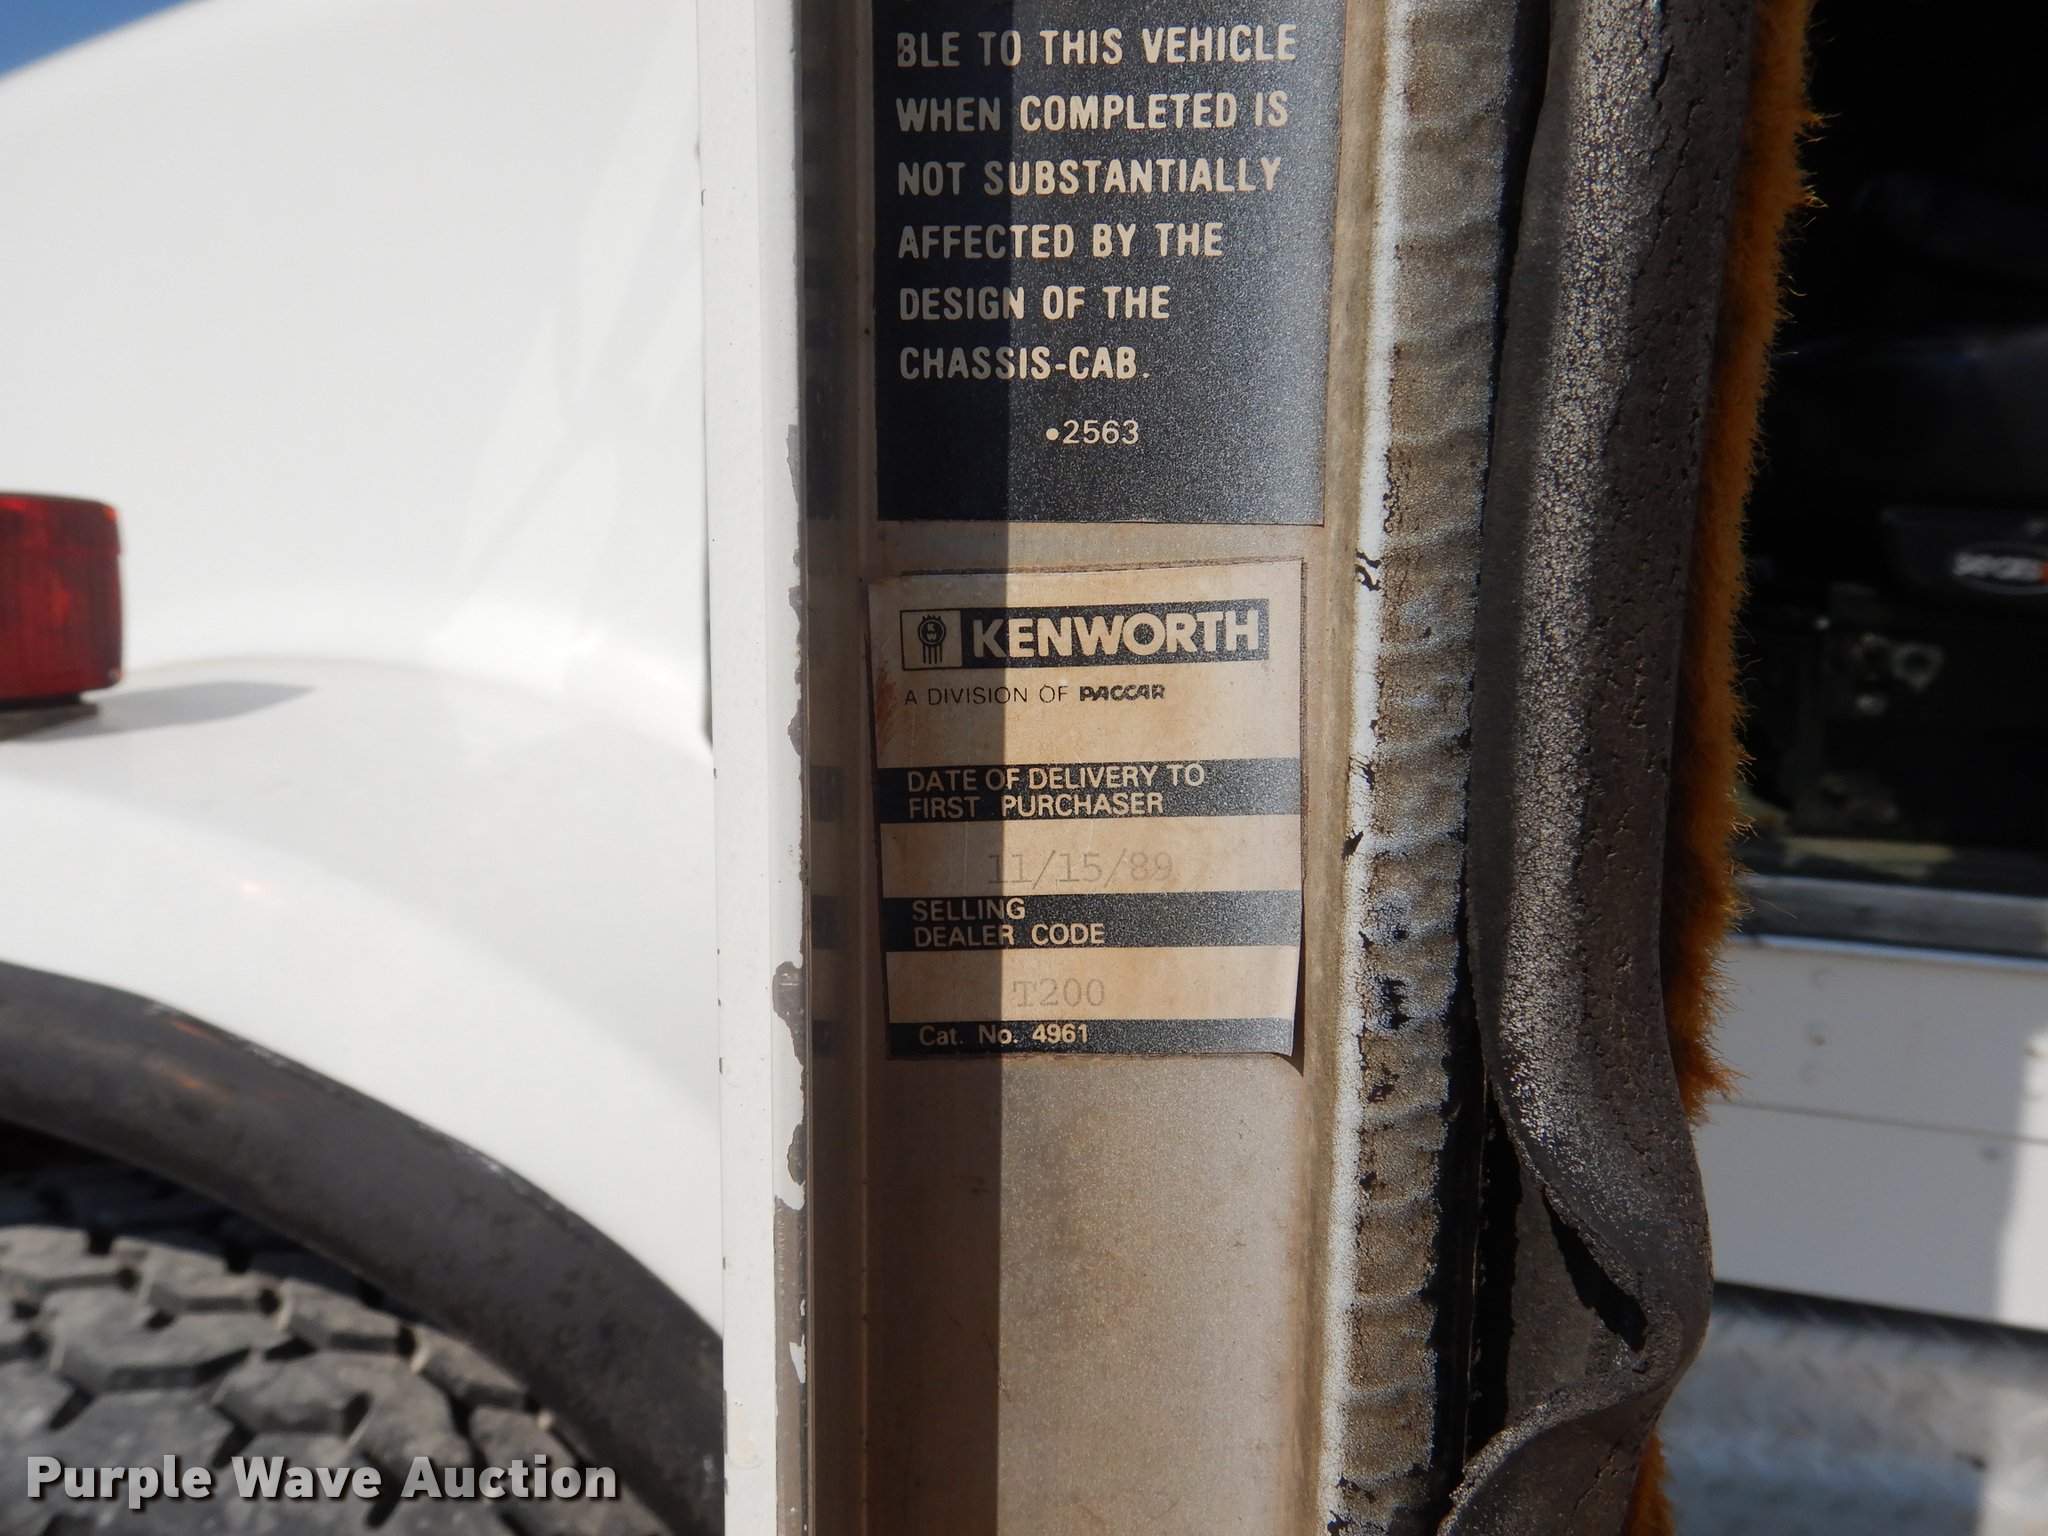 BLE TO THIS VEHICLE
WHEN COMPLETED IS
NOT SUBSTANTIALLY
AFFECTED BY THE
DESIGN OF THE
CHASSIS-CAB.
•2563
KENWORTH
A DIVISION OF PACCAR
DATE OF DELIVERY TO
FIRST PURCHASER
11/15/89
SELLING
DEALER CODE
T200
Cat. No. 4961
Purple Wave Auction